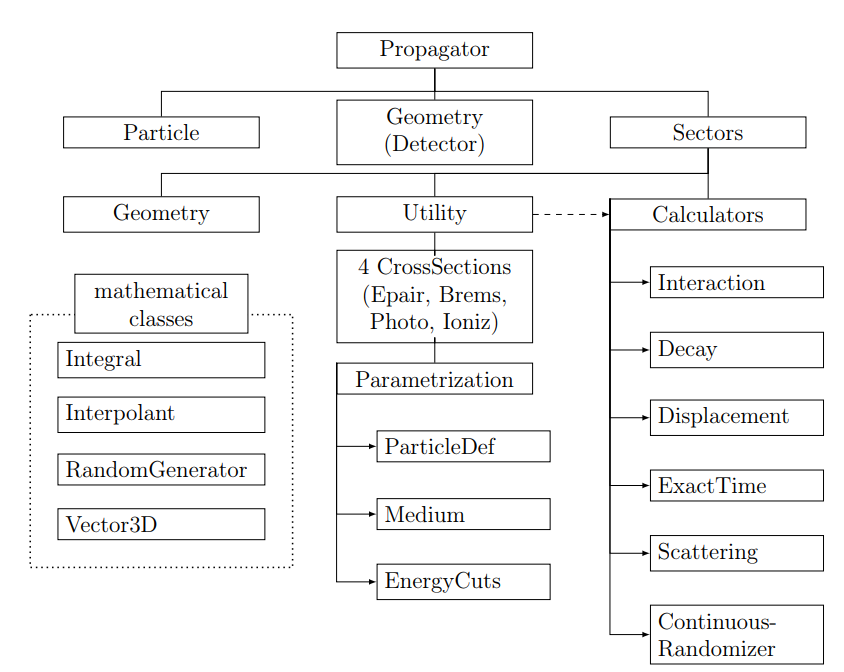 Propagator
Particle
Geometry
(Detector)
Sectors
Geometry
Utility
Calculators
4 CrossSections
(Epair, Brems,
Photo, Ioniz)
Parametrization
ParticleDef
Medium
EnergyCuts
Interaction
Decay
Displacement
ExactTime
Scattering
Continuous-
Randomizer
mathematical
classes
Integral
Interpolant
RandomGenerator
Vector3D